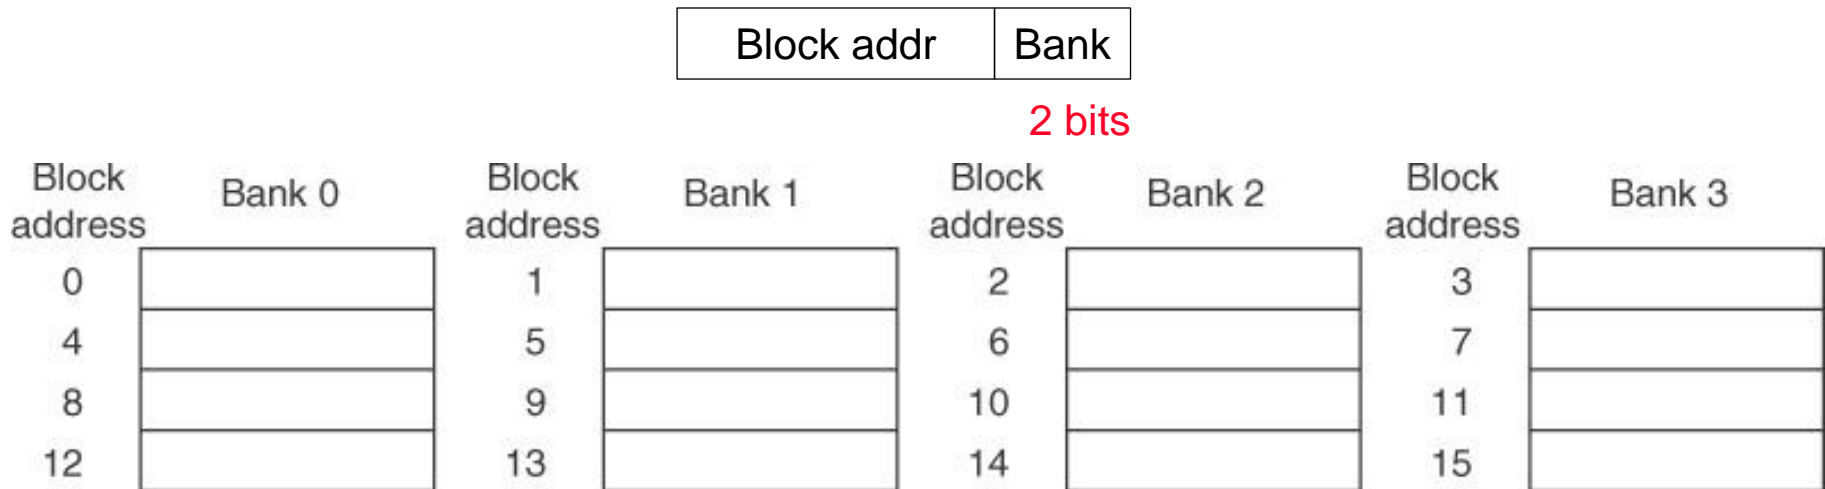 Block addr Bank
2 bits
Block address Bank 0 Block address Bank 1 Block address Bank 2 Block address Bank 3
0 1 2 3
4 5 6 7
8 9 10 11
12 13 14 15